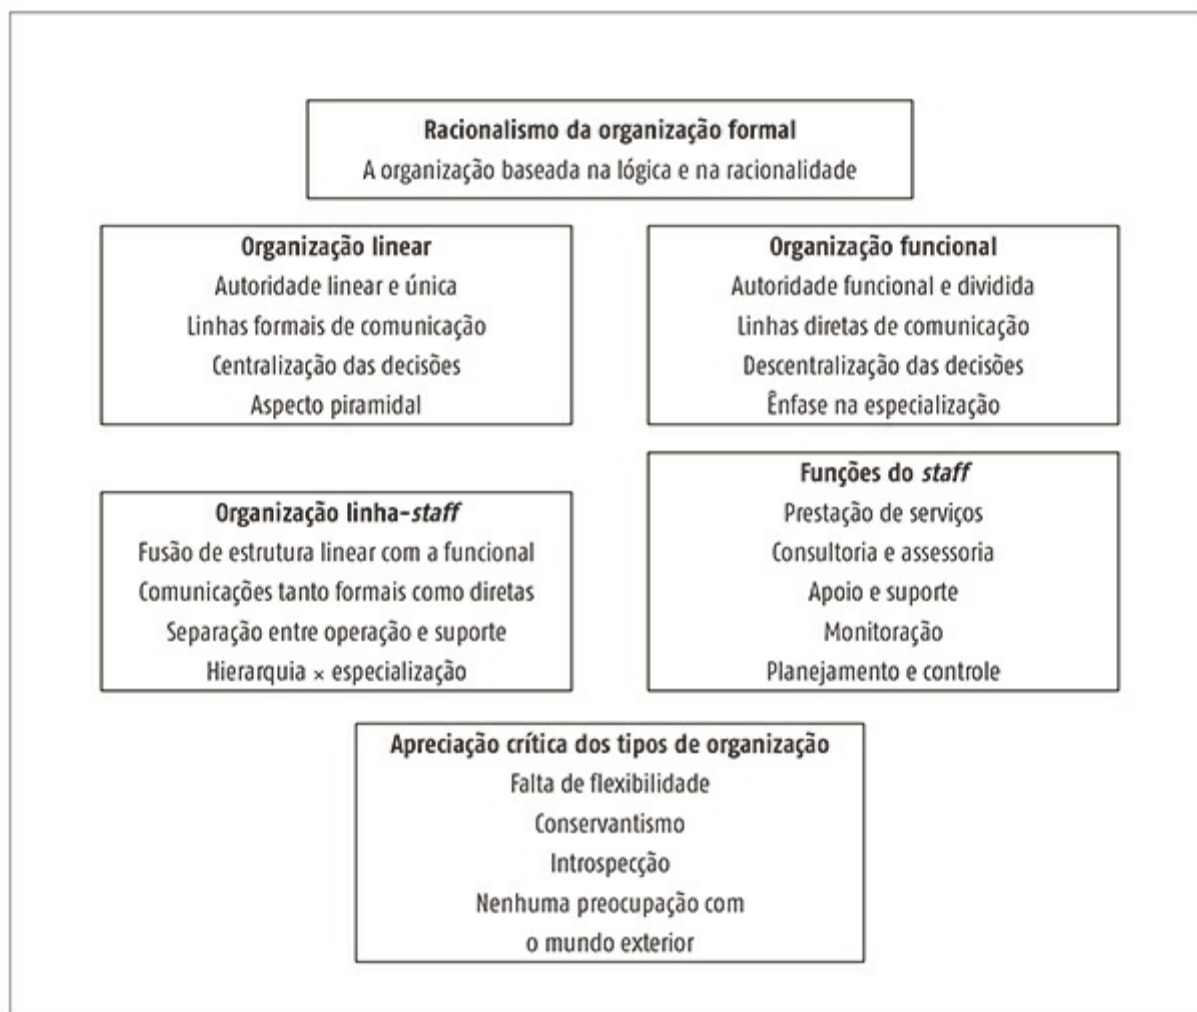 Racionalismo da organização formal
A organização baseada na lógica e na racionalidade
Organização linear
Autoridade linear e única
Linhas formais de comunicação
Centralização das decisões
Aspecto piramidal
Organização funcional
Autoridade funcional e dividida
Linhas diretas de comunicação
Descentralização das decisões
Ênfase na especialização
Organização linha-staff
Fusão de estrutura linear com a funcional
Comunicações tanto formais como diretas
Separação entre operação e suporte
Hierarquia × especialização
Funções do staff
Prestação de serviços
Consultoria e assessoria
Apoio e suporte
Monitoração
Planejamento e controle
Apreciação crítica dos tipos de organização
Falta de flexibilidade
Conservantismo
Introspecção
Nenhuma preocupação com
o mundo exterior